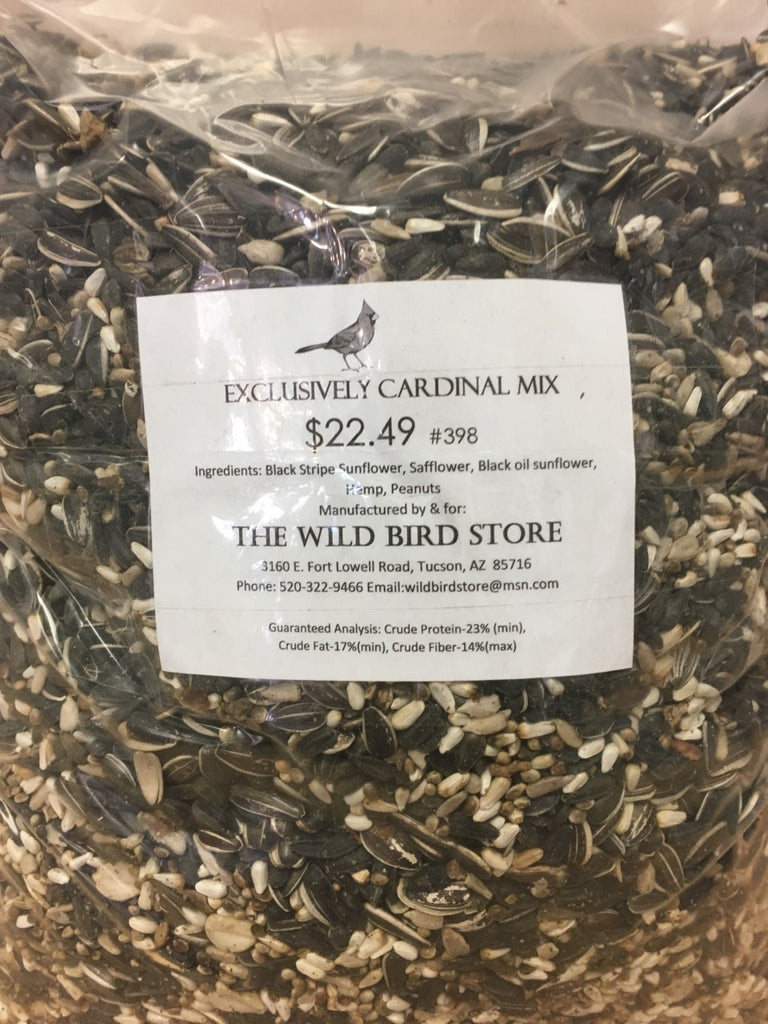 EXCLUSIVELY CARDINAL MIX
$22.49 #398
Ingredients: Black Stripe Sunflower, Safflower, Black oil sunflower,
Hemp, Peanuts
Manufactured by & for:
THE WILD BIRD STORE
3160 E. Fort Lowell Road, Tucson, AZ 85716
Phone: 520-322-9466 Email:wildbirdstore@msn.com
Guaranteed Analysis: Crude Protein-23% (min),
Crude Fat-17%(min), Crude Fiber-14%(max)